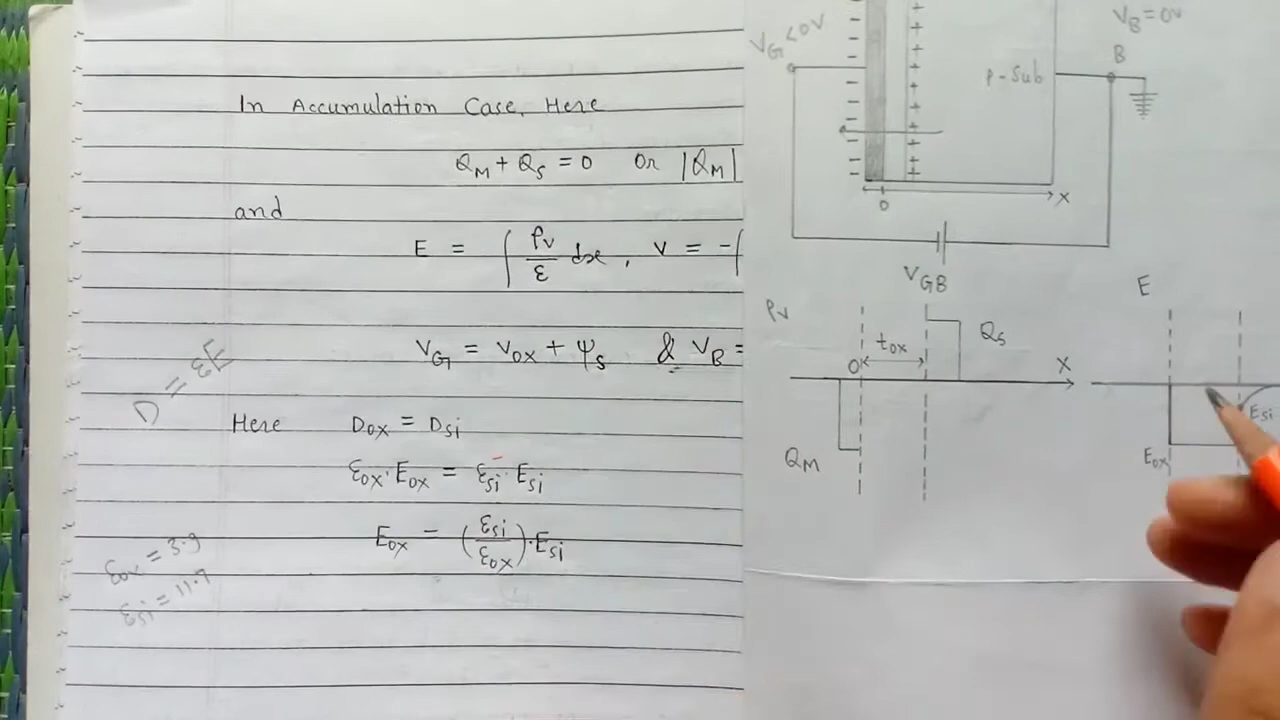 In Accumulation Case, Here
Q_M + Q_S = 0 Or |Q_M|
and
E = ∫ ρ_v/ε dx, V = -∫
V_G = V_ox + Ψ_s & V_B =
D = εE
Here D_ox = D_si
ε_ox · E_ox = ε_si · E_si
E_ox = (ε_si/ε_ox) · E_si
ε_ox = 3.9
ε_si = 11.7
V_G < 0V
V_B = 0V
B
P-Sub
0
X
V_GB
ρ_v
Q_S
0
t_ox
X
Q_M
E
E_si
E_ox